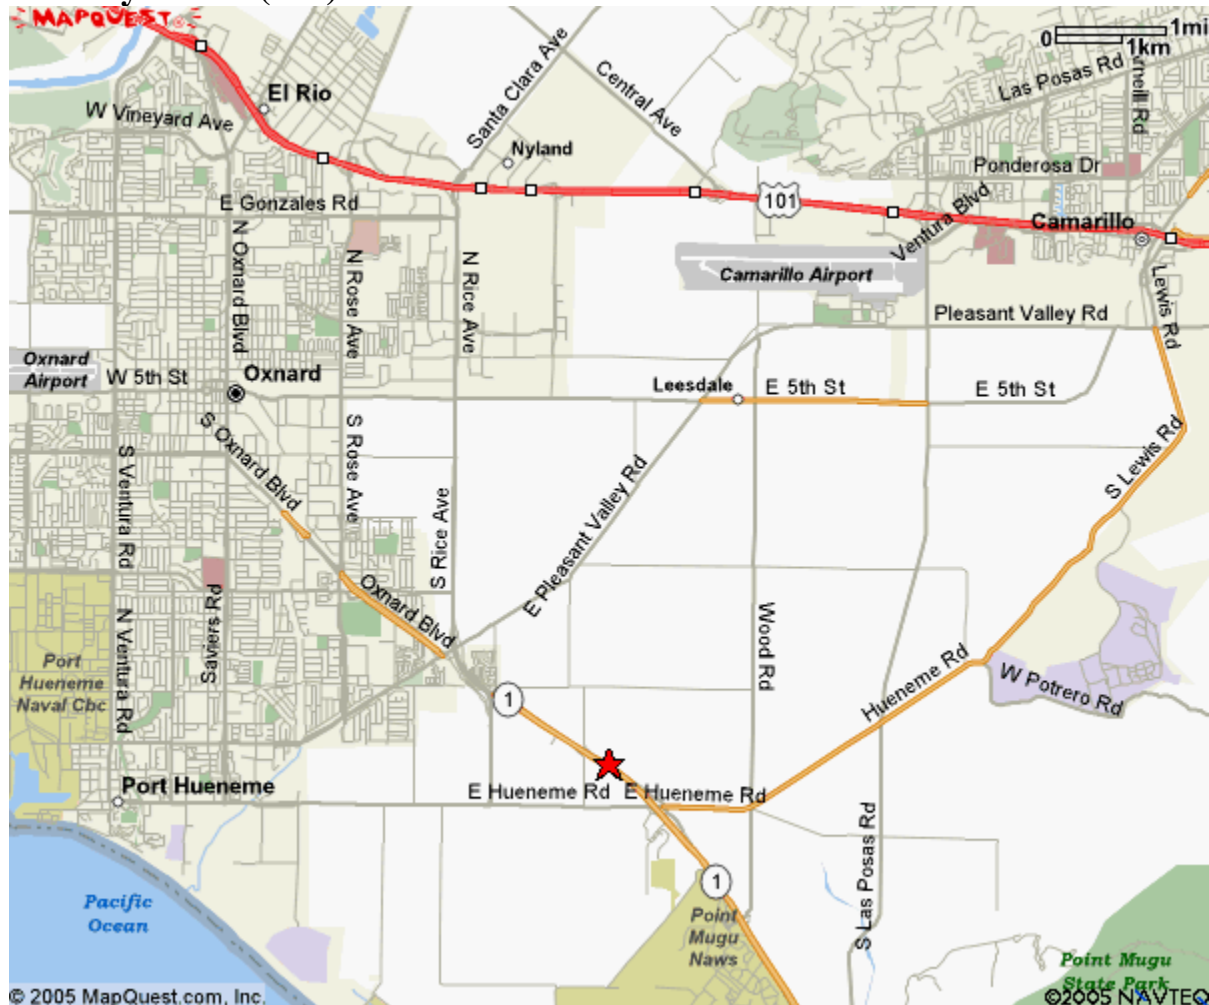 MAPQUEST
0
1mi
1km
El Rio
W Vineyard Ave
Santa Clara Ave
Central Ave
Las Posas Rd
Nyland
Ponderosa Dr
E Gonzales Rd
101
Ventura Blvd
Camarillo
N Oxnard Blvd
N Rose Ave
N Rice Ave
Camarillo Airport
Lewis Rd
Pleasant Valley Rd
Oxnard
Airport
W 5th St
Oxnard
Leesdale
E 5th St
E 5th St
S Oxnard Blvd
S Ventura Rd
S Rose Ave
S Rice Ave
E Pleasant Valley Rd
S Lewis Rd
Oxnard Blvd
Saviers Rd
N Ventura Rd
Wood Rd
Port
Hueneme
Naval Cbc
Hueneme Rd
W Potrero Rd
1
Port Hueneme
E Hueneme Rd
E Hueneme Rd
S Las Posas Rd
1
Pacific
Ocean
Point
Mugu
Naws
Point Mugu
State Park
© 2005 MapQuest.com, Inc.
©2005 NAVTEQ